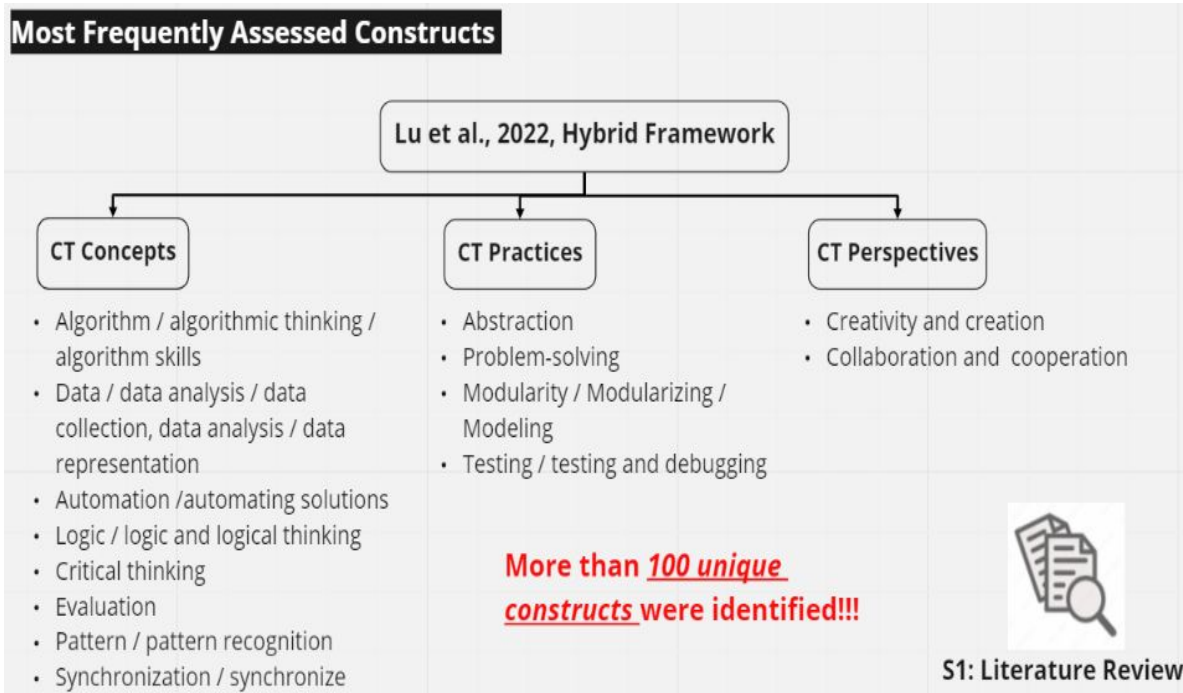 Most Frequently Assessed Constructs
Lu et al., 2022, Hybrid Framework
CT Concepts
• Algorithm / algorithmic thinking /
algorithm skills
• Data / data analysis / data
collection, data analysis / data
representation
• Automation /automating solutions
• Logic / logic and logical thinking
• Critical thinking
• Evaluation
• Pattern / pattern recognition
• Synchronization / synchronize
CT Practices
• Abstraction
• Problem-solving
• Modularity / Modularizing /
Modeling
• Testing / testing and debugging
CT Perspectives
• Creativity and creation
• Collaboration and cooperation
More than 100 unique
constructs were identified!!!
S1: Literature Review